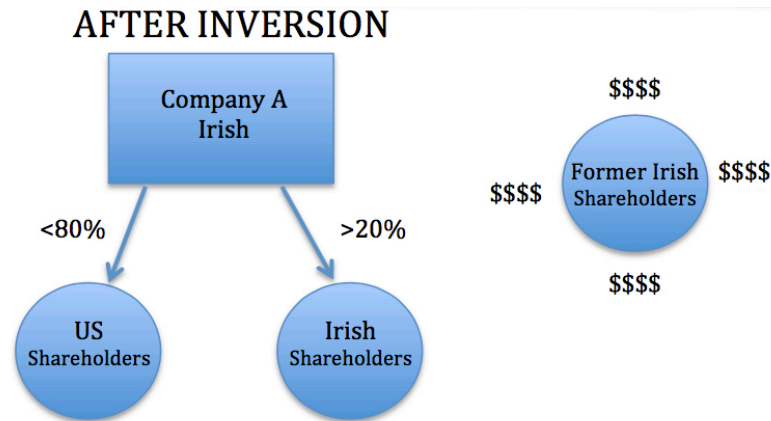 AFTER INVERSION
Company A
Irish
<80%
>20%
US
Shareholders
Irish
Shareholders
$$$$
Former Irish
Shareholders
$$$$
$$$$
$$$$